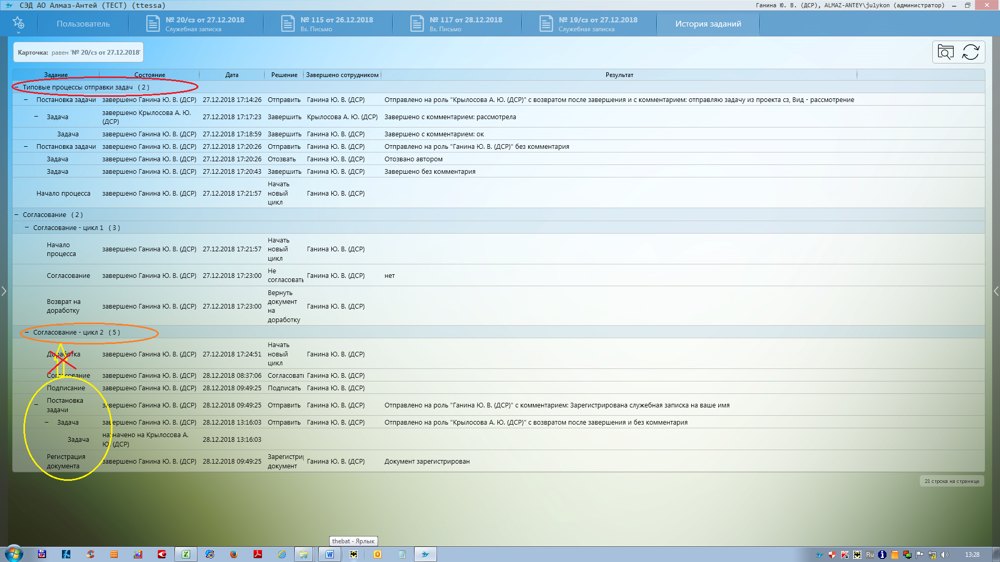 СЭД АО Алмаз-Антей (ТЕСТ) (ttessa)
Ганина Ю. В. (ДСР), ALMAZ-ANTEY\julykon (администратор)
Пользователь
№ 20/сз от 27.12.2018
Служебная записка
№ 115 от 26.12.2018
Вх. Письмо
№ 117 от 28.12.2018
Вх. Письмо
№ 19/сз от 27.12.2018
Служебная записка
История заданий
Карточка: равен '№ 20/сз от 27.12.2018'
Задание Состояние Дата Решение Завершено сотрудником Результат
Типовые процессы отправки задач ( 2 )
Постановка задачи завершено Ганина Ю. В. (ДСР) 27.12.2018 17:14:26 Отправить Ганина Ю. В. (ДСР) Отправлено на роль "Крылосова А. Ю. (ДСР)" с возвратом после завершения и с комментарием: отправляю задачу из проекта сз, Вид - рассмотрение
Задача завершено Крылосова А. Ю. (ДСР) 27.12.2018 17:17:23 Завершить Крылосова А. Ю. (ДСР) Завершено с комментарием: рассмотрела
Задача завершено Ганина Ю. В. (ДСР) 27.12.2018 17:18:59 Завершить Ганина Ю. В. (ДСР) Завершено с комментарием: ок
Постановка задачи завершено Ганина Ю. В. (ДСР) 27.12.2018 17:20:26 Отправить Ганина Ю. В. (ДСР) Отправлено на роль "Ганина Ю. В. (ДСР)" без комментария
Задача завершено Ганина Ю. В. (ДСР) 27.12.2018 17:20:26 Отозвать Ганина Ю. В. (ДСР) Отозвано автором
Задача завершено Ганина Ю. В. (ДСР) 27.12.2018 17:20:43 Завершить Ганина Ю. В. (ДСР) Завершено без комментария
Начало процесса завершено Ганина Ю. В. (ДСР) 27.12.2018 17:21:57 Начать новый цикл Ганина Ю. В. (ДСР)
Согласование ( 2 )
Согласование - цикл 1 ( 3 )
Начало процесса завершено Ганина Ю. В. (ДСР) 27.12.2018 17:21:57 Начать новый цикл Ганина Ю. В. (ДСР)
Согласование завершено Ганина Ю. В. (ДСР) 27.12.2018 17:23:00 Не согласовать Ганина Ю. В. (ДСР) нет
Возврат на доработку завершено Ганина Ю. В. (ДСР) 27.12.2018 17:23:00 Вернуть документ на доработку Ганина Ю. В. (ДСР)
Согласование - цикл 2 ( 5 )
Доработка завершено Ганина Ю. В. (ДСР) 27.12.2018 17:24:51 Начать новый цикл Ганина Ю. В. (ДСР)
Согласование завершено Ганина Ю. В. (ДСР) 28.12.2018 08:37:06 Согласоват Ганина Ю. В. (ДСР)
Подписание завершено Ганина Ю. В. (ДСР) 28.12.2018 09:49:25 Подписать Ганина Ю. В. (ДСР)
Постановка задачи завершено Ганина Ю. В. (ДСР) 28.12.2018 09:49:25 Отправить Ганина Ю. В. (ДСР) Отправлено на роль "Ганина Ю. В. (ДСР)" с комментарием: Зарегистрирована служебная записка на ваше имя
Задача завершено Ганина Ю. В. (ДСР) 28.12.2018 13:16:03 Отправить Ганина Ю. В. (ДСР) Отправлено на роль "Крылосова А. Ю. (ДСР)" с возвратом после завершения и без комментария
Задача назначено на Крылосова А. Ю. (ДСР) 28.12.2018 13:16:03
Регистрация документа завершено Ганина Ю. В. (ДСР) 28.12.2018 09:49:25 Зарегистри документ Ганина Ю. В. (ДСР) Документ зарегистрирован
21 строка на странице
thebat - Ярлык
Ru
13:28